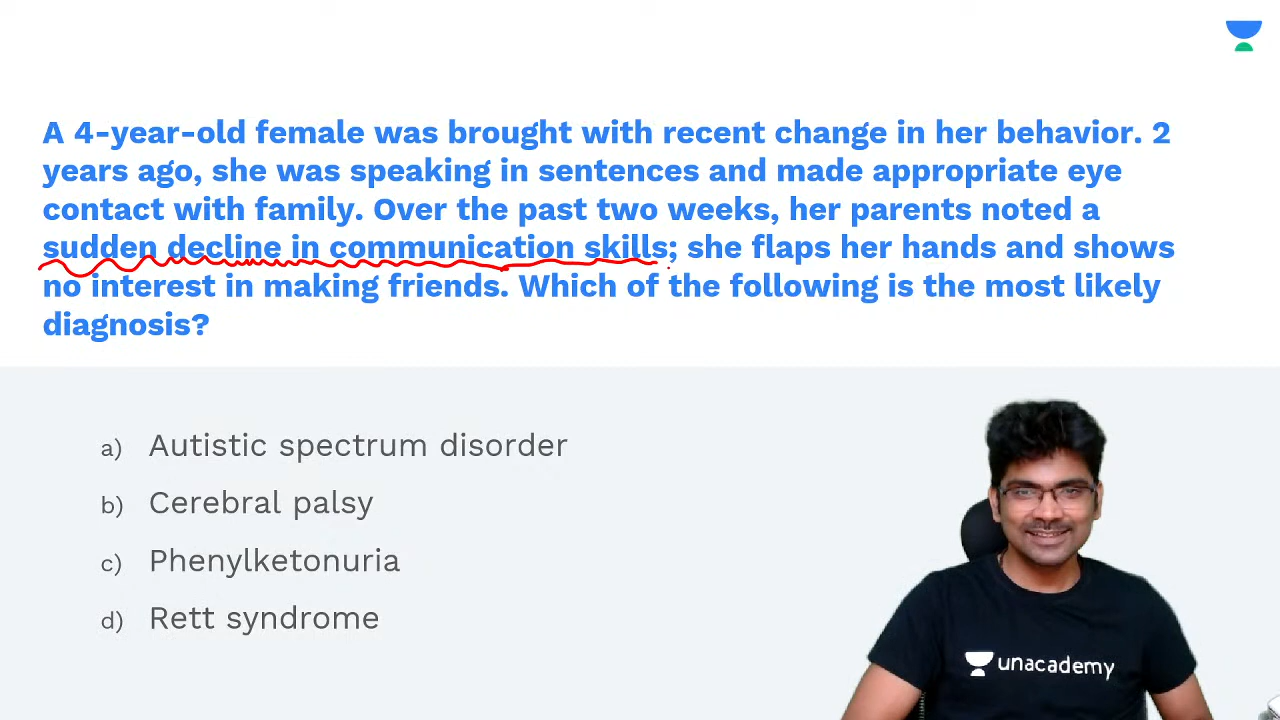 A 4-year-old female was brought with recent change in her behavior. 2
years ago, she was speaking in sentences and made appropriate eye
contact with family. Over the past two weeks, her parents noted a
sudden decline in communication skills; she flaps her hands and shows
no interest in making friends. Which of the following is the most likely
diagnosis?
a) Autistic spectrum disorder
b) Cerebral palsy
c) Phenylketonuria
d) Rett syndrome
unacademy